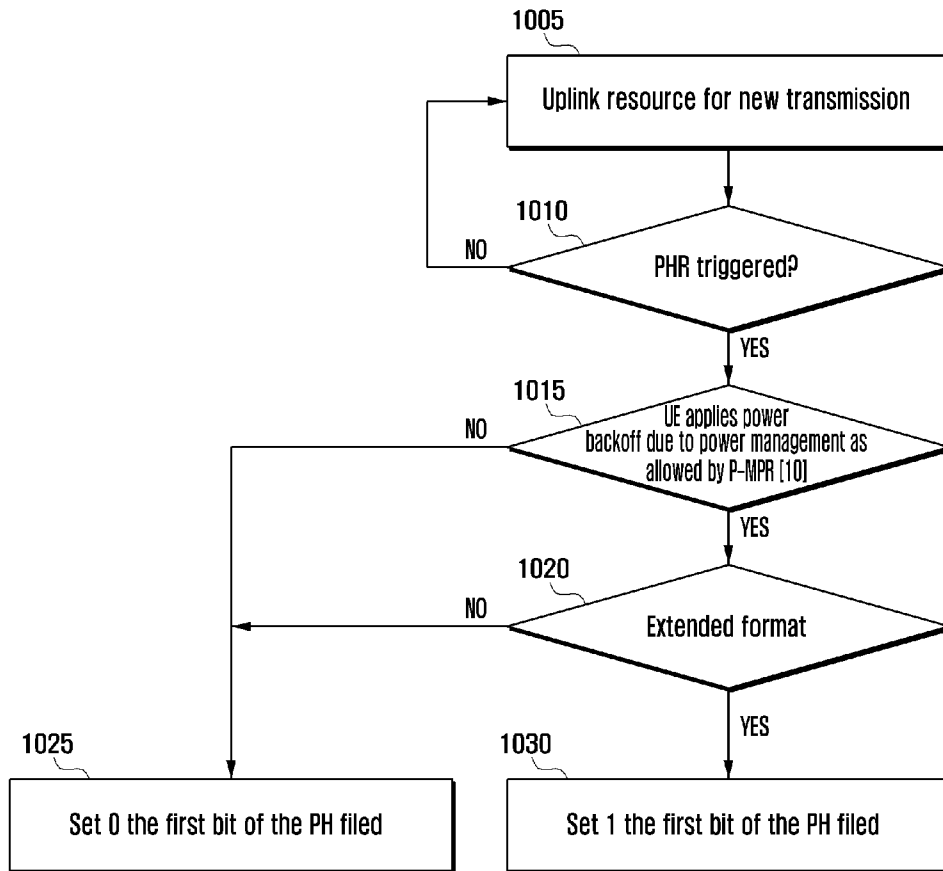 1005
Uplink resource for new transmission
1010
NO
PHR triggered?
YES
1015
NO
UE applies power
backoff due to power management as
allowed by P-MPR [10]
YES
1020
NO
Extended format
YES
1025
1030
Set 0 the first bit of the PH filed
Set 1 the first bit of the PH filed